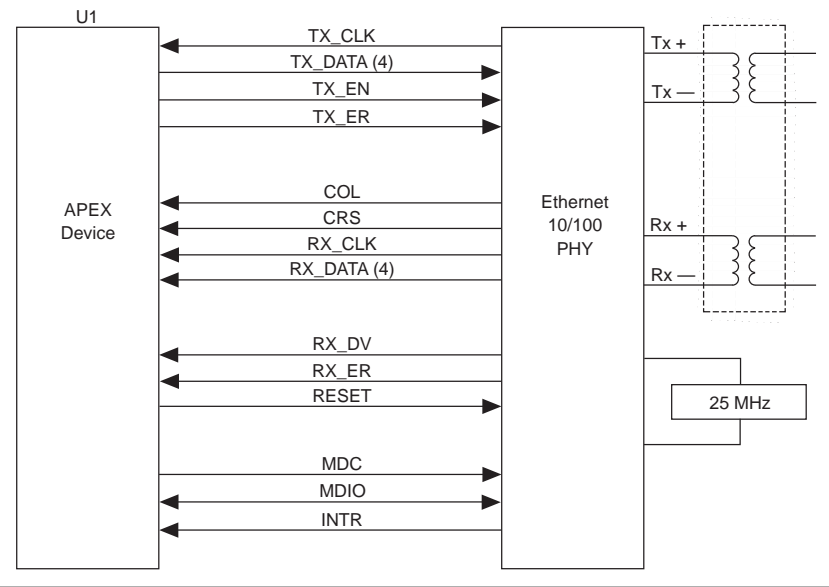 U1
TX_CLK
TX_DATA (4)
TX_EN
TX_ER
COL
CRS
RX_CLK
RX_DATA (4)
RX_DV
RX_ER
RESET
MDC
MDIO
INTR
APEX
Device
Ethernet
10/100
PHY
Tx +
Tx —
Rx +
Rx —
25 MHz